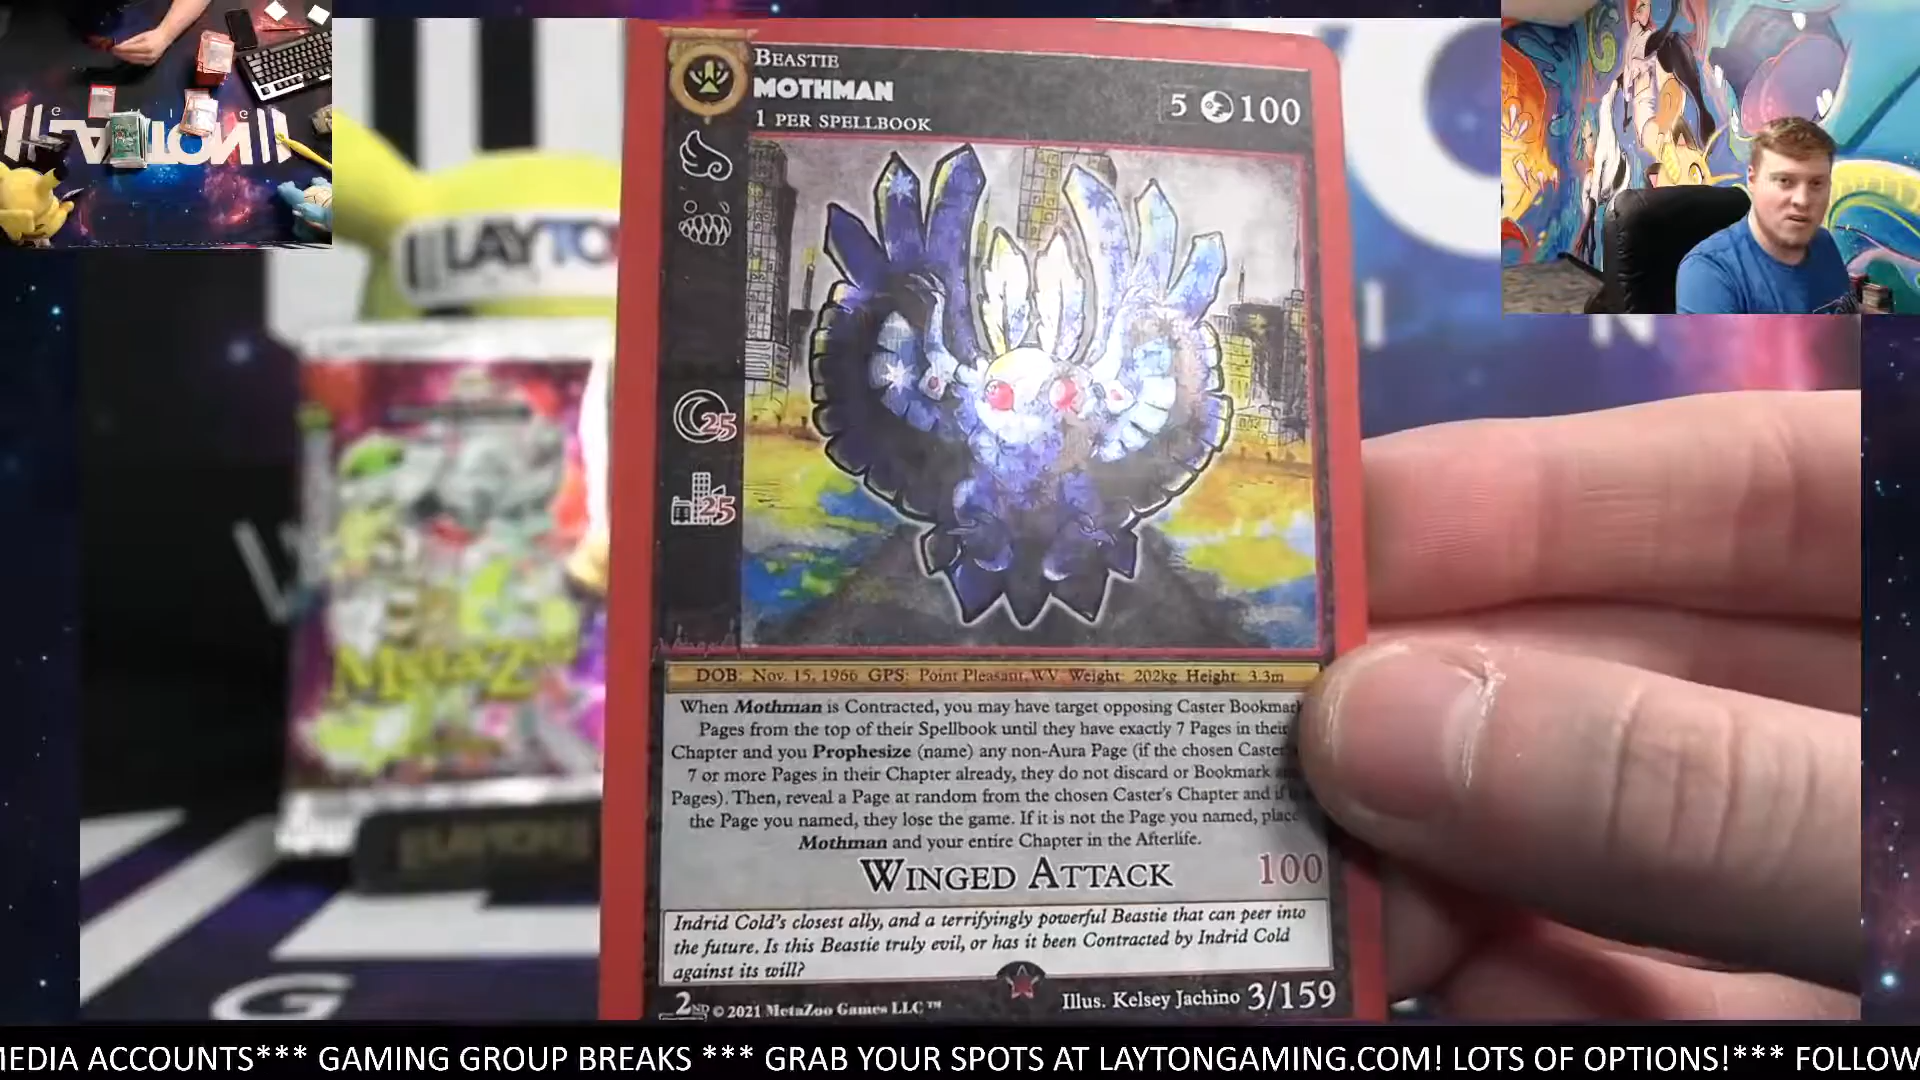 BEASTIE
MOTHMAN
1 PER SPELLBOOK
5 100
25
25
DOB: Nov. 15, 1966 GPS: Point Pleasant, WV Weight: 202kg Height: 3.3m
When Mothman is Contracted, you may have target opposing Caster Bookmark
Pages from the top of their Spellbook until they have exactly 7 Pages in their
Chapter and you Prophesize (name) any non-Aura Page (if the chosen Caster
7 or more Pages in their Chapter already, they do not discard or Bookmark
Pages). Then, reveal a Page at random from the chosen Caster's Chapter and if
the Page you named, they lose the game. If it is not the Page you named, place
Mothman and your entire Chapter in the Afterlife.
WINGED ATTACK 100
Indrid Cold's closest ally, and a terrifyingly powerful Beastie that can peer into
the future. Is this Beastie truly evil, or has it been Contracted by Indrid Cold
against its will?
2ND © 2021 MetaZoo Games LLC™ Illus. Kelsey Jachino 3/159
LAYTO
MetaZoo
G
I N
MEDIA ACCOUNTS*** GAMING GROUP BREAKS *** GRAB YOUR SPOTS AT LAYTONGAMING.COM! LOTS OF OPTIONS!*** FOLLOW